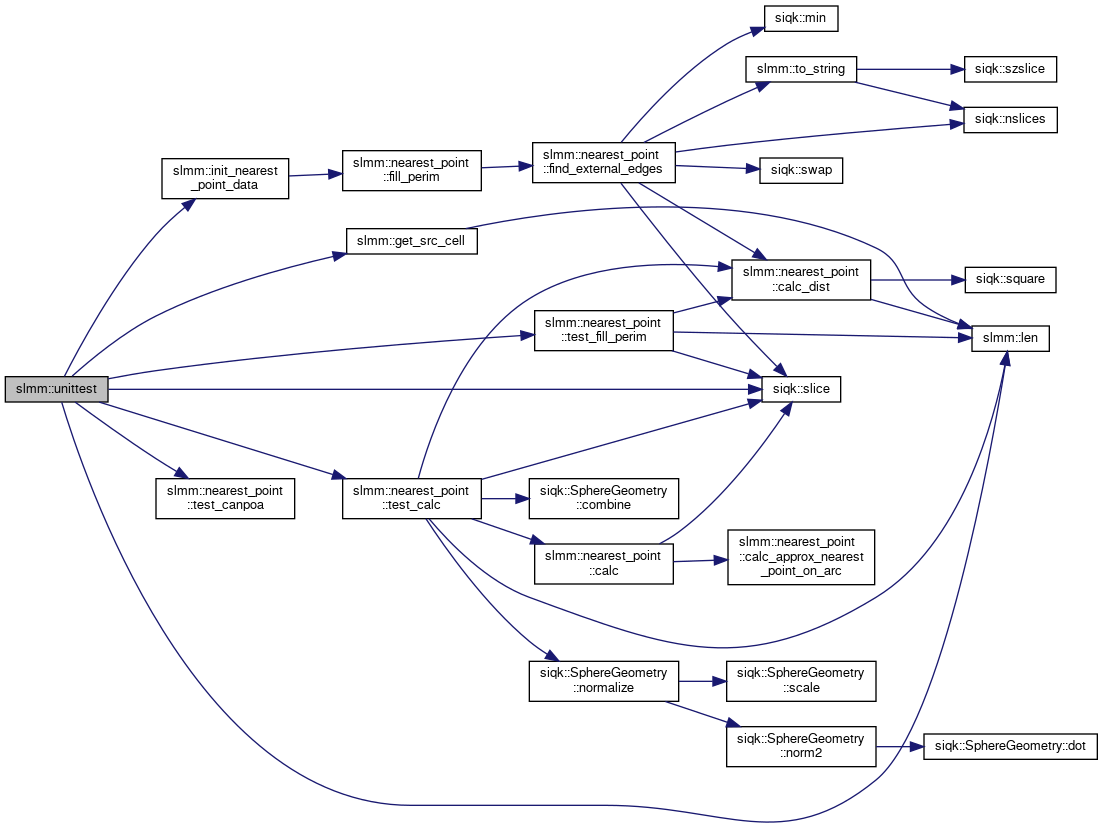 siqk::min
slmm::to_string
siqk::szslice
siqk::nslices
slmm::nearest_point
::find_external_edges
slmm::nearest_point
::fill_perim
slmm::init_nearest
_point_data
siqk::swap
slmm::get_src_cell
slmm::nearest_point
::calc_dist
siqk::square
slmm::nearest_point
::test_fill_perim
slmm::len
slmm::unittest
siqk::slice
slmm::nearest_point
::test_canpoa
slmm::nearest_point
::test_calc
siqk::SphereGeometry
::combine
slmm::nearest_point
::calc
slmm::nearest_point
::calc_approx_nearest
_point_on_arc
siqk::SphereGeometry
::normalize
siqk::SphereGeometry
::scale
siqk::SphereGeometry
::norm2
siqk::SphereGeometry::dot